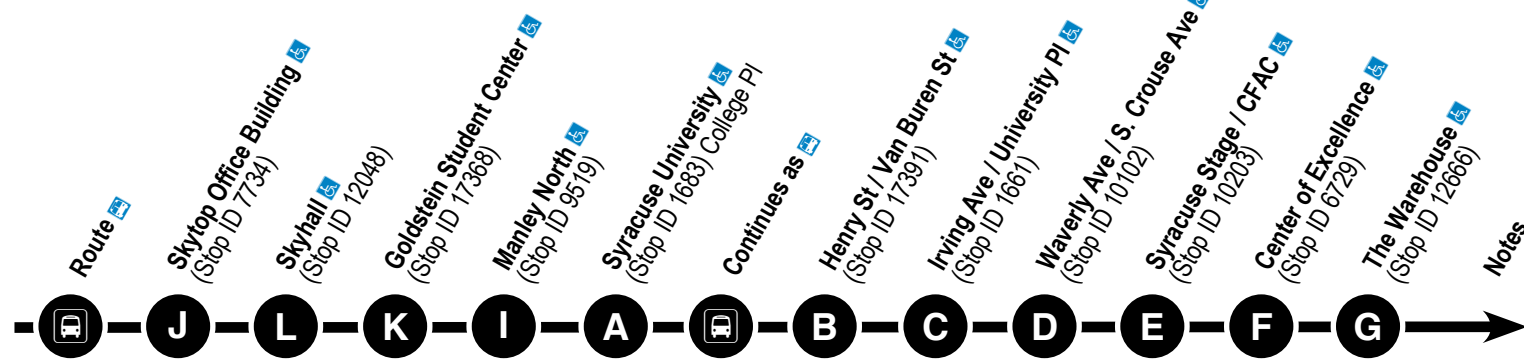 Route
Skytop Office Building
(Stop ID 7734)
Skyhall
(Stop ID 12048)
Goldstein Student Center
(Stop ID 17368)
Manley North
(Stop ID 9519)
Syracuse University
(Stop ID 1683) College Pl
Continues as
Henry St / Van Buren St
(Stop ID 17391)
Irving Ave / University Pl
(Stop ID 1661)
Waverly Ave / S. Crouse Ave
(Stop ID 10102)
Syracuse Stage / CFAC
(Stop ID 10203)
Center of Excellence
(Stop ID 6729)
The Warehouse
(Stop ID 12666)
Notes
J L K I A B C D E F G